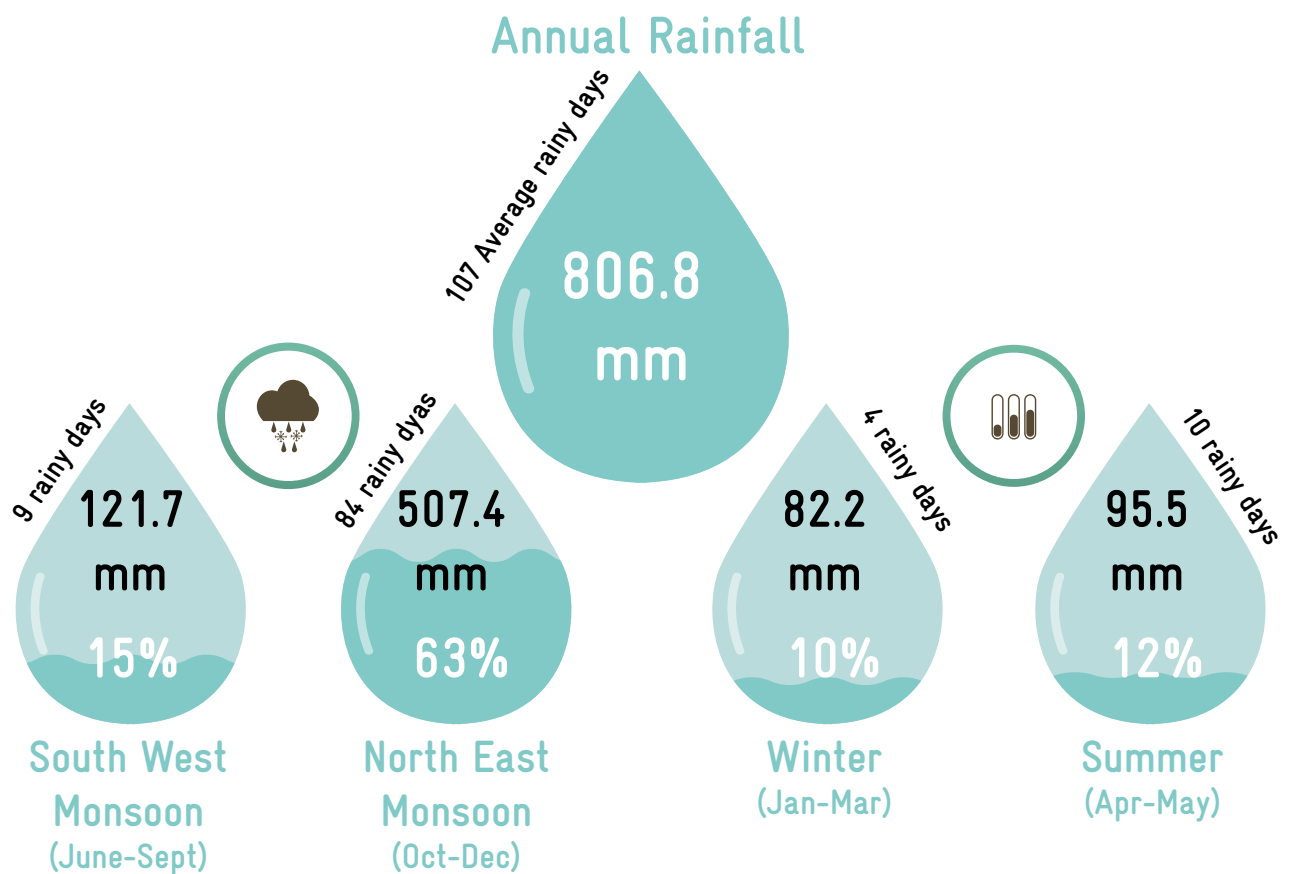 Annual Rainfall
107 Average rainy days
806.8
mm
9 rainy days
121.7
mm
15%
South West
Monsoon
(June-Sept)
84 rainy dyas
507.4
mm
63%
North East
Monsoon
(Oct-Dec)
4 rainy days
82.2
mm
10%
Winter
(Jan-Mar)
10 rainy days
95.5
mm
12%
Summer
(Apr-May)